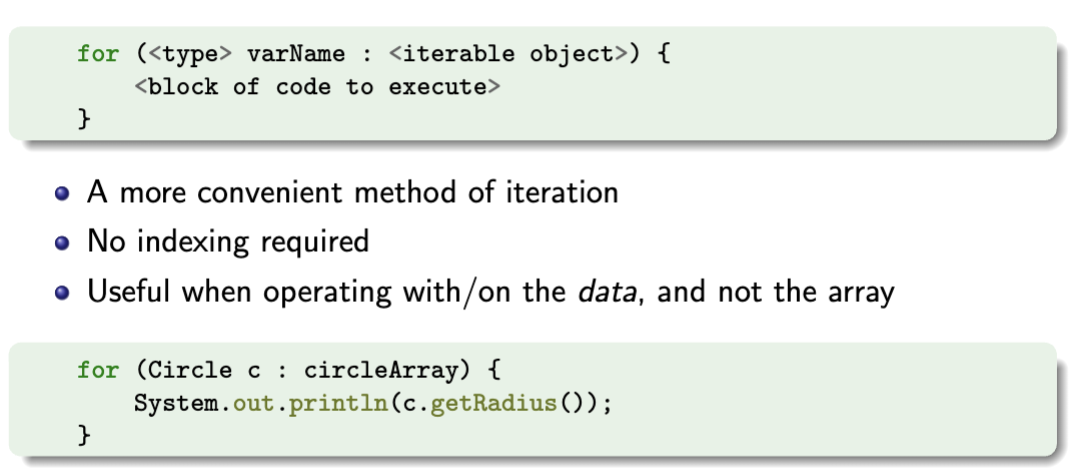 for (<type> varName : <iterable object>) {
    <block of code to execute>
}
A more convenient method of iteration
No indexing required
Useful when operating with/on the data, and not the array
for (Circle c : circleArray) {
    System.out.println(c.getRadius());
}